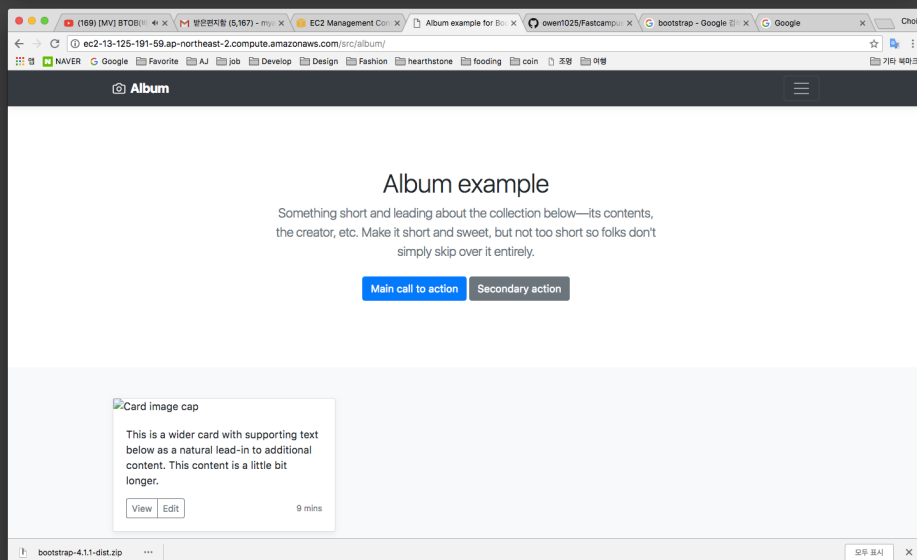 (169) [MV] BTOB(비
받은편지함 (5,167) - mya
EC2 Management Con
Album example for Boo
owen1025/Fastcampu
bootstrap - Google 검
Google
Choi
ec2-13-125-191-59.ap-northeast-2.compute.amazonaws.com/src/album/
앱 NAVER Google Favorite AJ job Develop Design Fashion hearthstone fooding coin 조명 여행 기타 북마크
Album
Album example
Something short and leading about the collection below—its contents,
the creator, etc. Make it short and sweet, but not too short so folks don't
simply skip over it entirely.
Main call to action Secondary action
Card image cap
This is a wider card with supporting text
below as a natural lead-in to additional
content. This content is a little bit
longer.
View Edit 9 mins
bootstrap-4.1.1-dist.zip 모두 표시